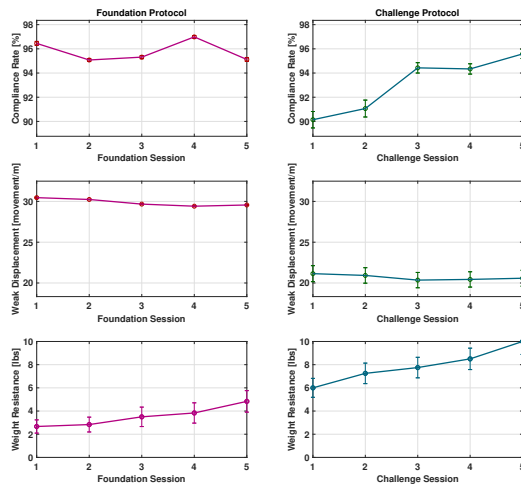 Foundation Protocol
Compliance Rate [%]
98
96
94
92
90
1 2 3 4 5
Foundation Session
Challenge Protocol
Compliance Rate [%]
98
96
94
92
90
1 2 3 4 5
Challenge Session
Weak Displacement [movement/m]
30
25
20
1 2 3 4 5
Foundation Session
Weak Displacement [movement/m]
30
25
20
1 2 3 4 5
Challenge Session
Weight Resistance [lbs]
10
8
6
4
2
0
1 2 3 4 5
Foundation Session
Weight Resistance [lbs]
10
8
6
4
2
0
1 2 3 4 5
Challenge Session